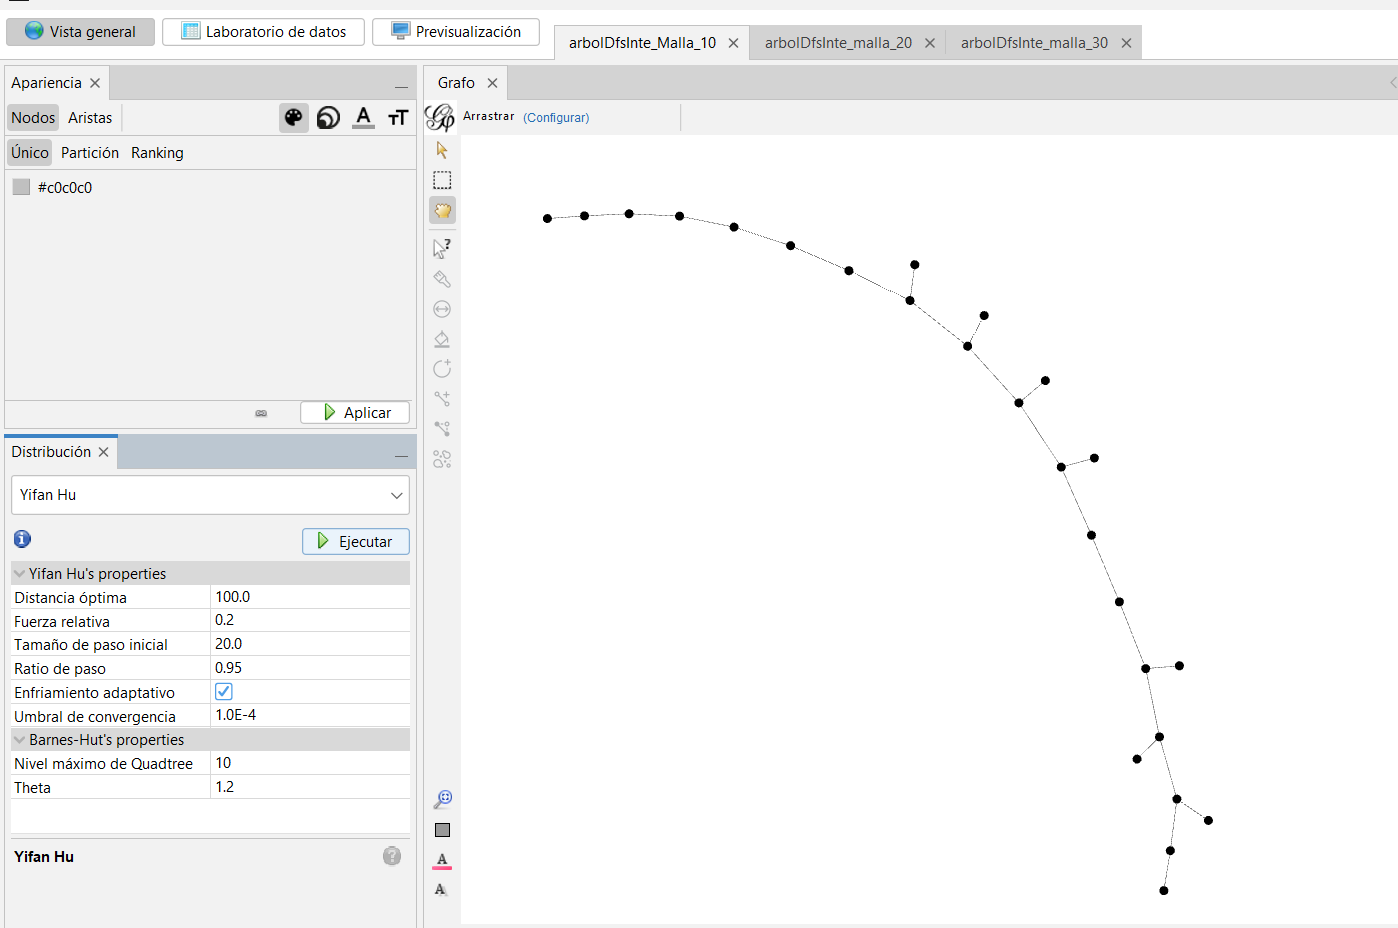 Vista general
Laboratorio de datos
Previsualización
arbolDfsInte_Malla_10
arbolDfsInte_malla_20
arbolDfsInte_malla_30
Apariencia
Nodos Aristas
Único Partición Ranking
#c0c0c0
Aplicar
Distribución
Yifan Hu
Ejecutar
Yifan Hu's properties
Distancia óptima 100.0
Fuerza relativa 0.2
Tamaño de paso inicial 20.0
Ratio de paso 0.95
Enfriamiento adaptativo
Umbral de convergencia 1.0E-4
Barnes-Hut's properties
Nivel máximo de Quadtree 10
Theta 1.2
Yifan Hu
Grafo
Arrastrar (Configurar)